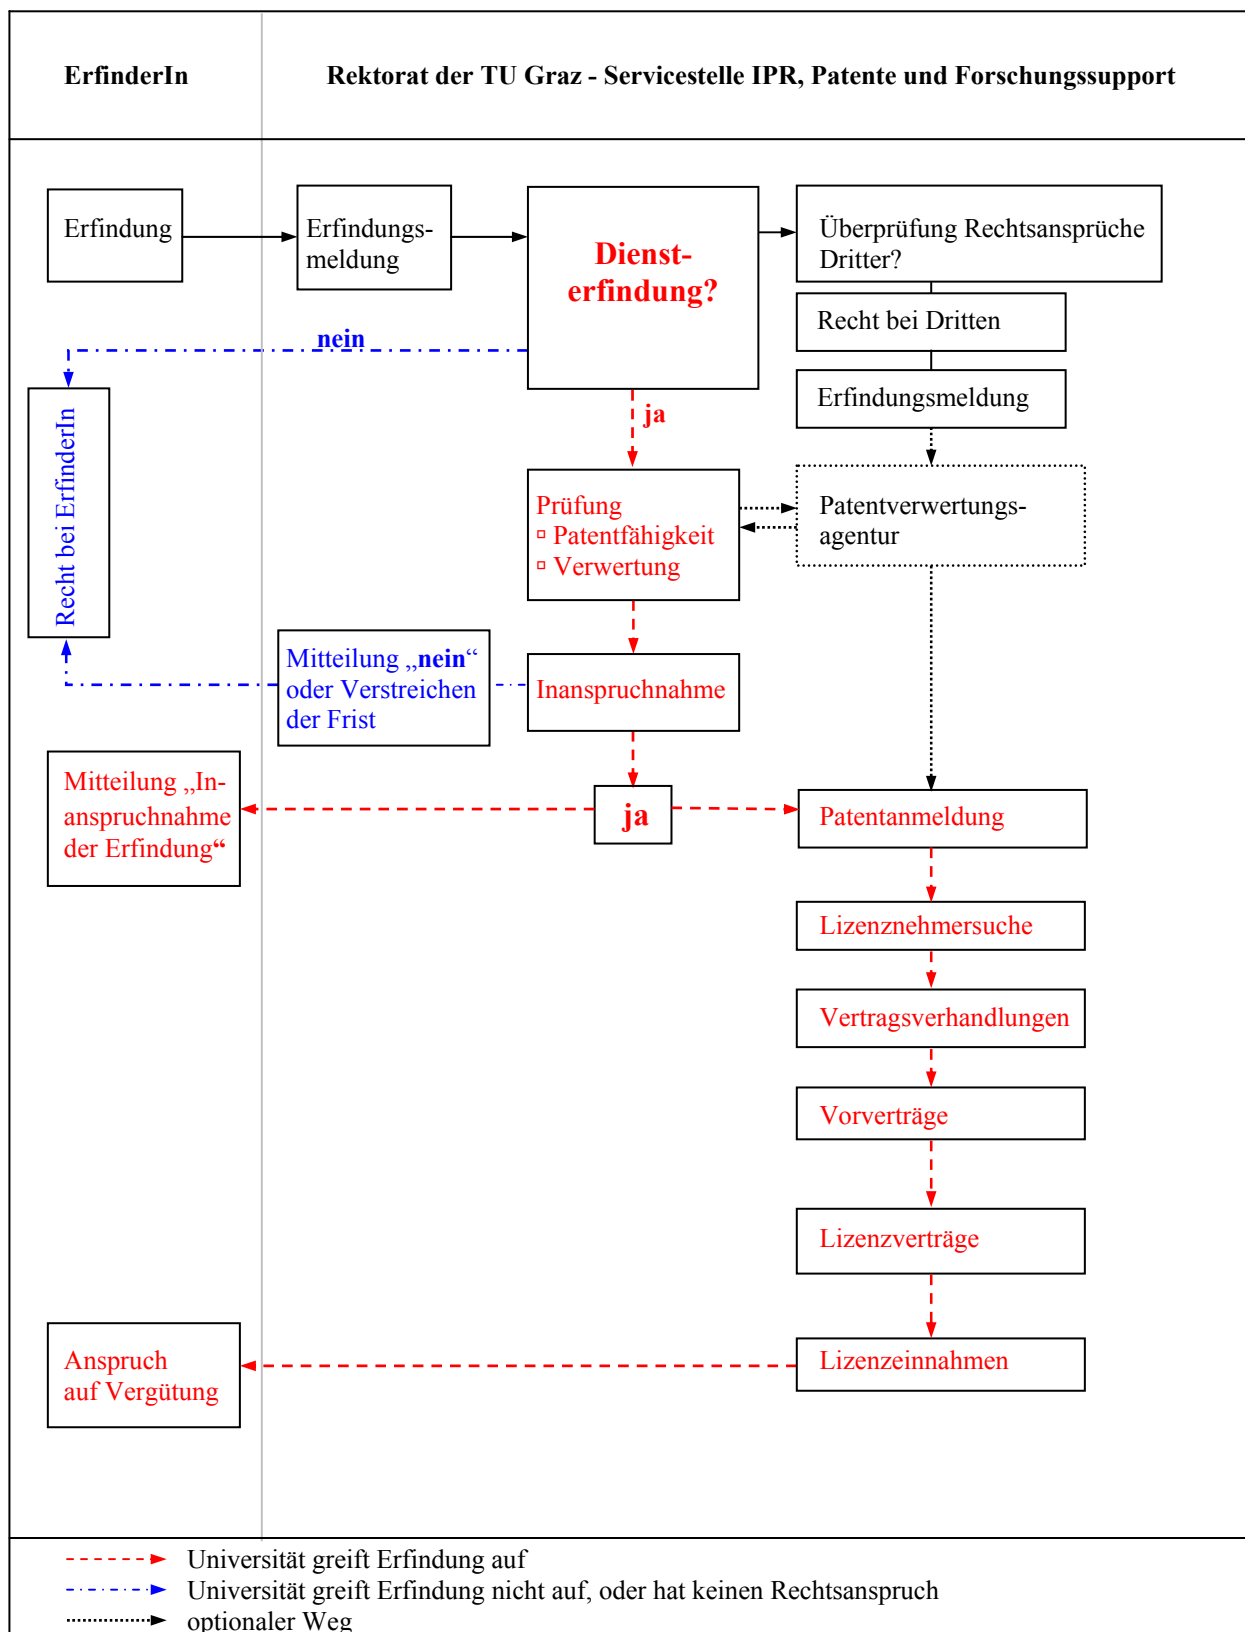 ErfinderIn
Rektorat der TU Graz - Servicestelle IPR, Patente und Forschungssupport
Erfindung
Erfindungs-
meldung
Dienst-
erfindung?
Überprüfung Rechtsansprüche
Dritter?
Recht bei Dritten
nein
Erfindungsmeldung
ja
Recht bei ErfinderIn
Prüfung
▫ Patentfähigkeit
▫ Verwertung
Patentverwertungs-
agentur
Mitteilung „nein“
oder Verstreichen
der Frist
Inanspruchnahme
Mitteilung „In-
anspruchnahme
der Erfindung“
ja
Patentanmeldung
Lizenznehmersuche
Vertragsverhandlungen
Vorverträge
Lizenzverträge
Anspruch
auf Vergütung
Lizenzeinnahmen
Universität greift Erfindung auf
Universität greift Erfindung nicht auf, oder hat keinen Rechtsanspruch
optionaler Weg